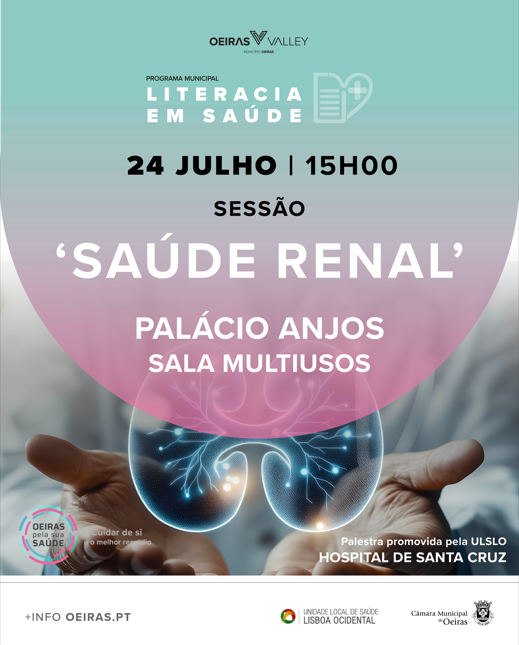 OEIRAS VALLEY
MUNICÍPIO OEIRAS
PROGRAMA MUNICIPAL
LITERACIA
EM SAÚDE
24 JULHO | 15H00
SESSÃO
‘SAÚDE RENAL’
PALÁCIO ANJOS
SALA MULTIUSOS
OEIRAS
pela sua
SAÚDE
Cuidar de si
é o melhor remédio
Palestra promovida pela ULSLO
HOSPITAL DE SANTA CRUZ
+INFO OEIRAS.PT
UNIDADE LOCAL DE SAÚDE
LISBOA OCIDENTAL
Câmara Municipal
de Oeiras